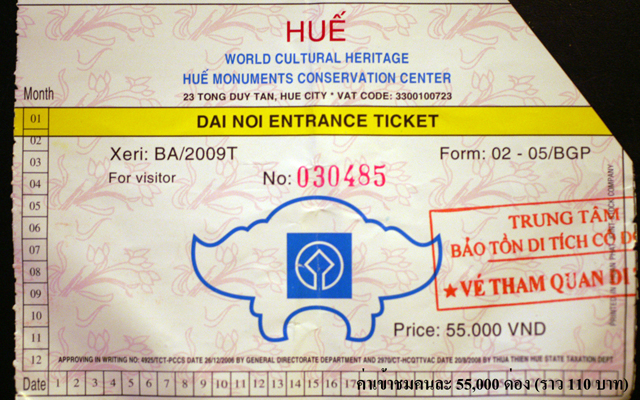 HUẾ
WORLD CULTURAL HERITAGE
HUẾ MONUMENTS CONSERVATION CENTER
23 TONG DUY TAN, HUE CITY * VAT CODE: 3300100723
Month
01
DAI NOI ENTRANCE TICKET
02
03
04
05
06
07
08
09
10
11
12
Xeri: BA/2009T
Form: 02 - 05/BGP
For visitor
No: 030485
TRUNG TÂM
BẢO TỒN DI TÍCH CỐ
★ VÉ THAM QUAN DI
Price: 55.000 VND
APPROVING IN WRITING NO: 4925/TCT-PCCS DATE 26/12/2006 BY GENERAL DIRECTORATE DEPARTMENT AND 2970/CT-HCQTTVAC DATE 20/8/2008 BY THUA THIEN HUE STATE TAXATION DEPT.
Date 1 2 3 4 5 6 7 8 9 10 11 12 13 14 15 16 17
ค่าเข้าชมคนละ 55,000 ด่อง (ราว 110 บาท)